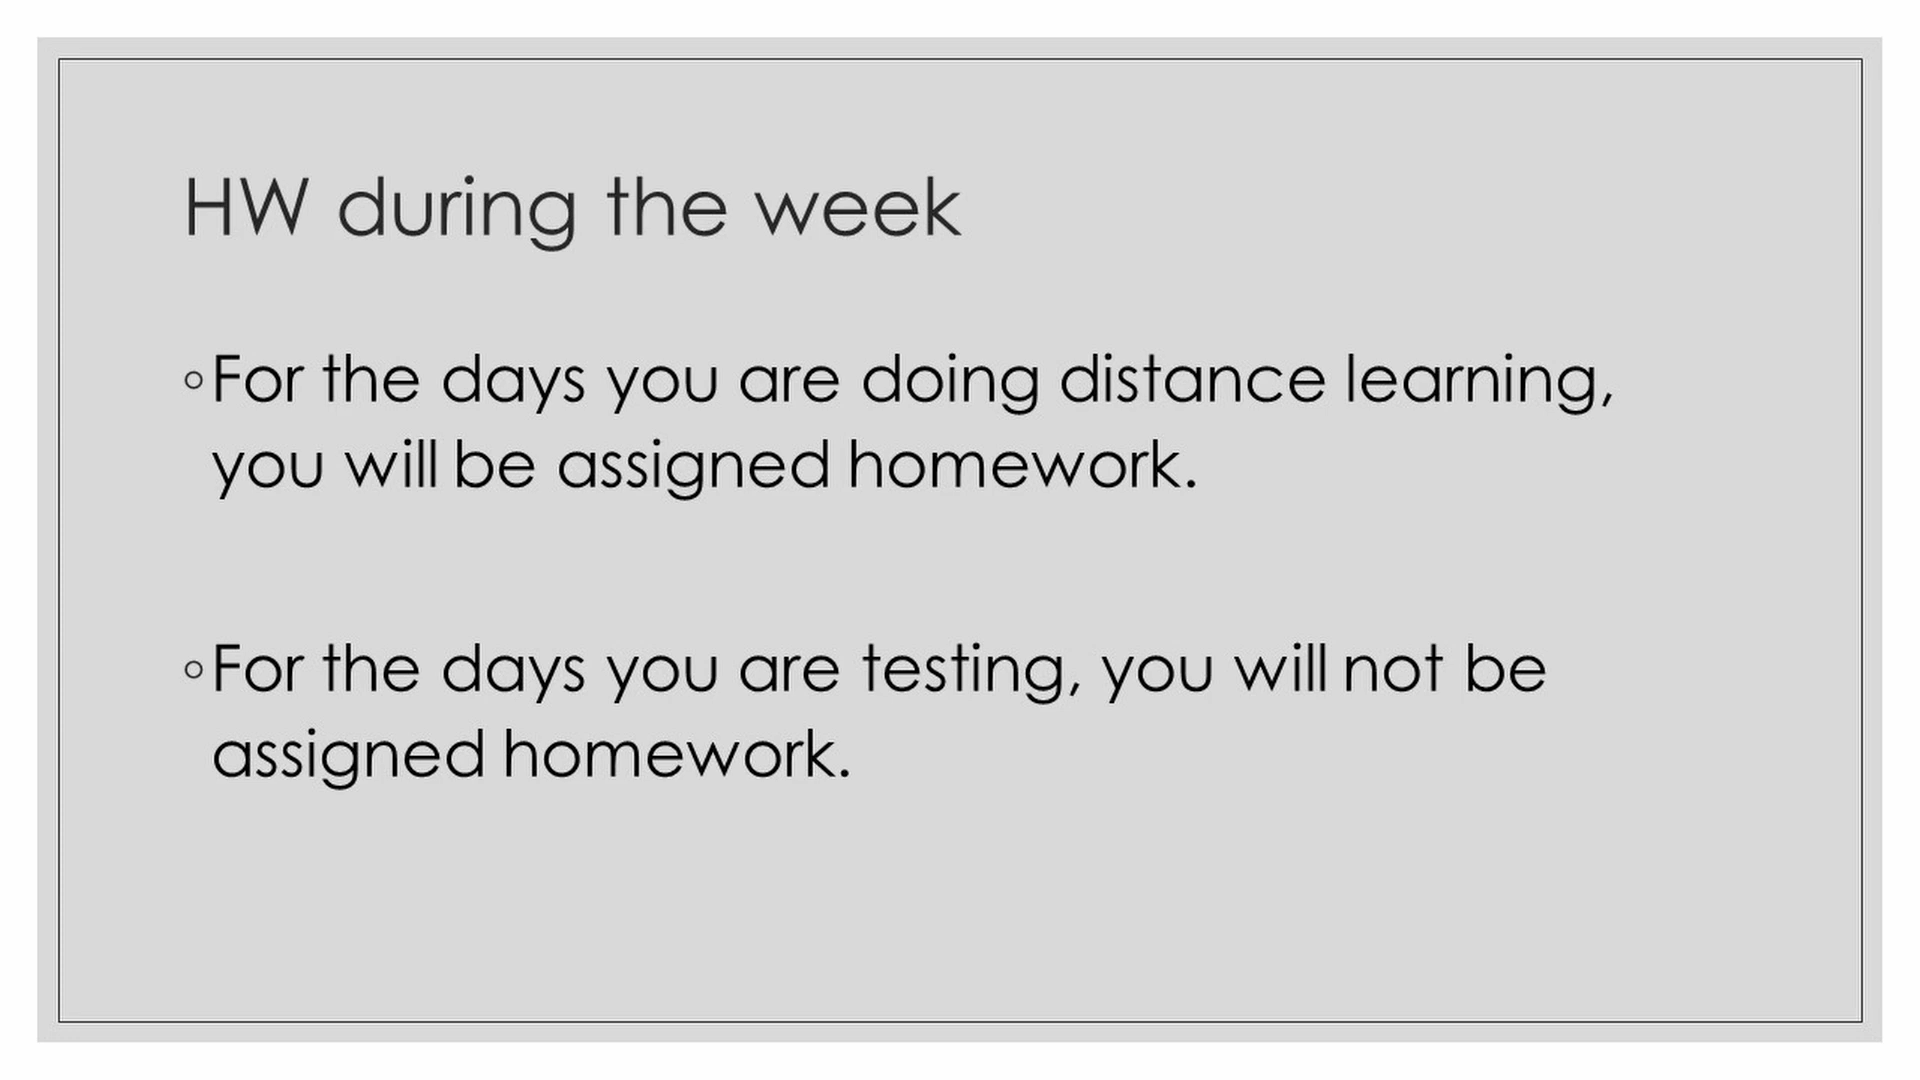 HW during the week
◦For the days you are doing distance learning,
you will be assigned homework.
◦For the days you are testing, you will not be
assigned homework.